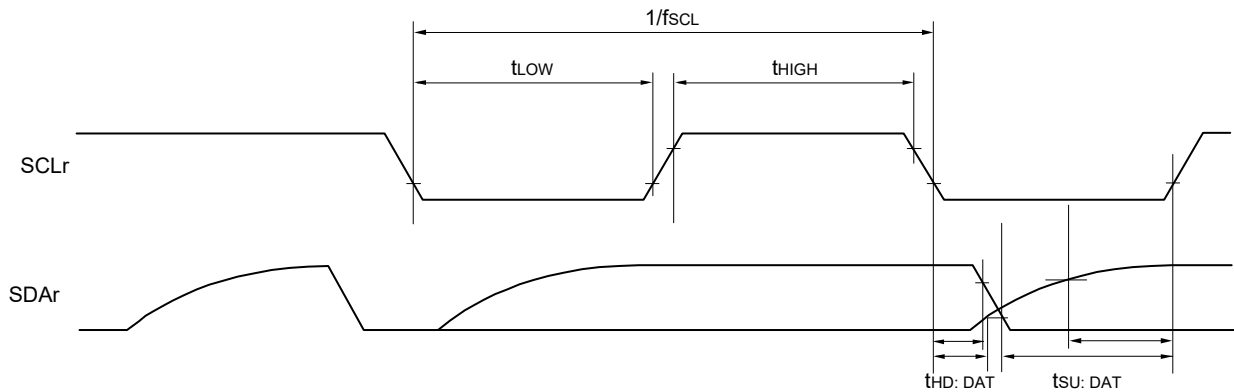 1/fSCL
tLOW tHIGH
SCLr
SDAr
tHD: DAT tSU: DAT